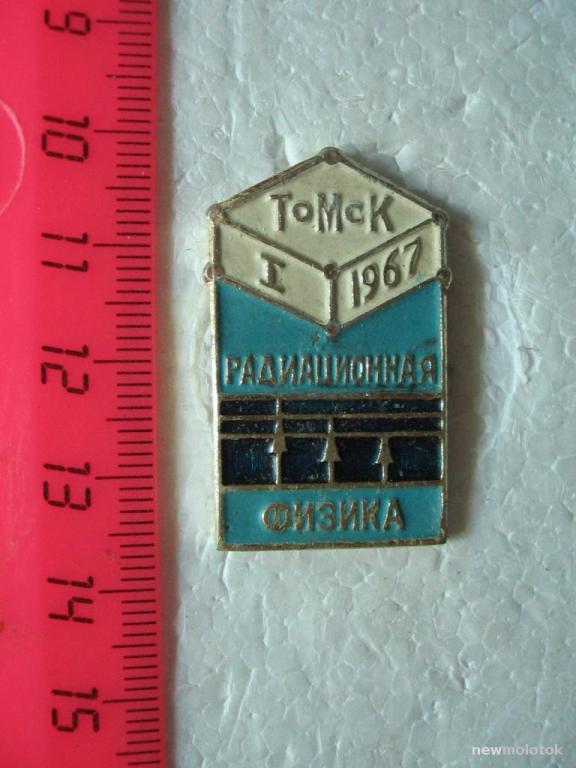 9
10
11
12
13
14
15
ТоМсК
I 1967
РАДИАЦИОННАЯ
ФИЗИКА
newmolotok